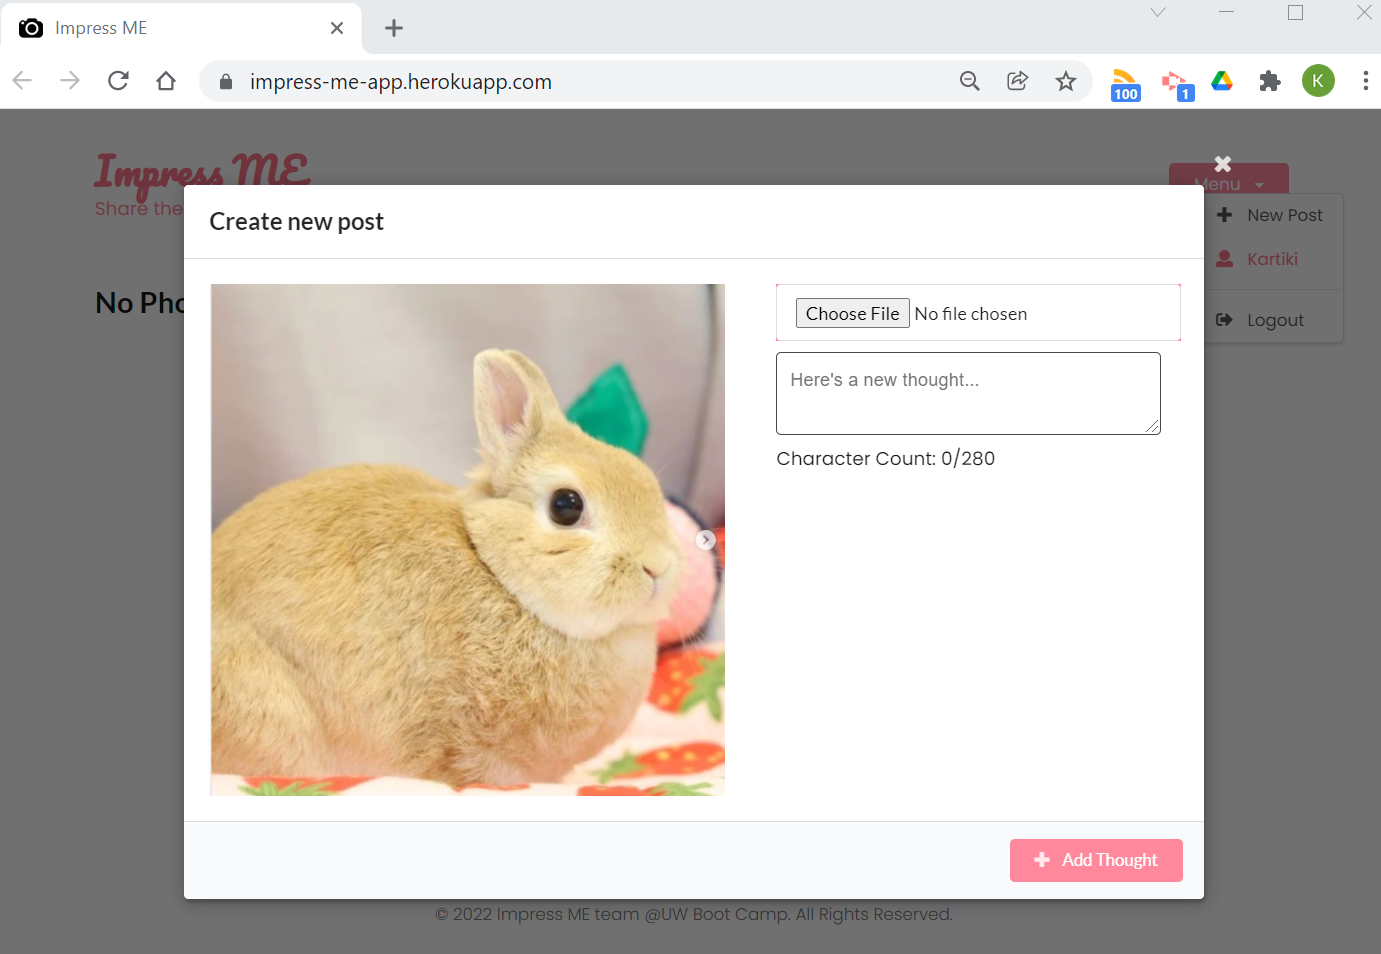 Impress ME
impress-me-app.herokuapp.com
100
1
K
Impress ME
Menu
Share the
Create new post
New Post
Kartiki
No Pho
Choose File No file chosen
Logout
Here's a new thought...
Character Count: 0/280
Add Thought
© 2022 Impress ME team @UW Boot Camp. All Rights Reserved.